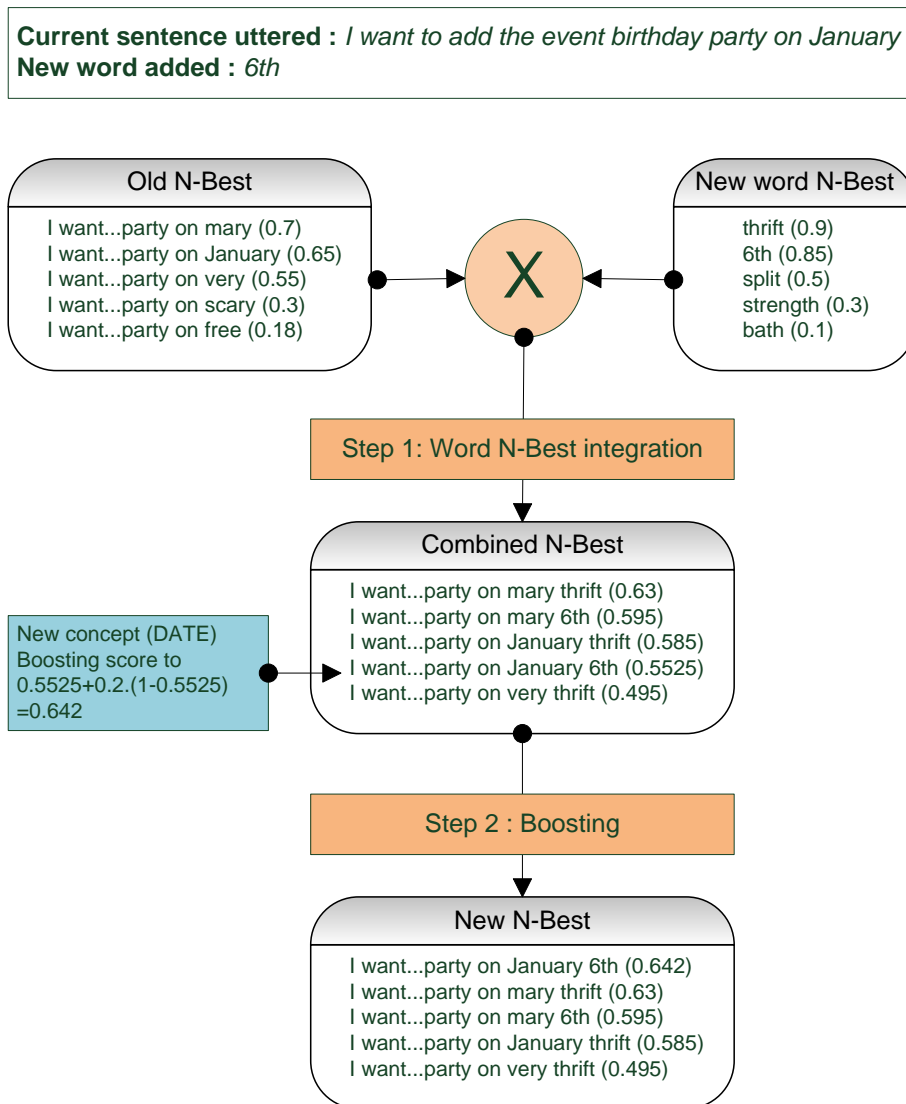 Current sentence uttered : I want to add the event birthday party on January
New word added : 6th
Old N-Best
I want...party on mary (0.7)
I want...party on January (0.65)
I want...party on very (0.55)
I want...party on scary (0.3)
I want...party on free (0.18)
X
New word N-Best
thrift (0.9)
6th (0.85)
split (0.5)
strength (0.3)
bath (0.1)
Step 1: Word N-Best integration
Combined N-Best
I want...party on mary thrift (0.63)
I want...party on mary 6th (0.595)
I want...party on January thrift (0.585)
I want...party on January 6th (0.5525)
I want...party on very thrift (0.495)
New concept (DATE)
Boosting score to
0.5525+0.2.(1-0.5525)
=0.642
Step 2 : Boosting
New N-Best
I want...party on January 6th (0.642)
I want...party on mary thrift (0.63)
I want...party on mary 6th (0.595)
I want...party on January thrift (0.585)
I want...party on very thrift (0.495)